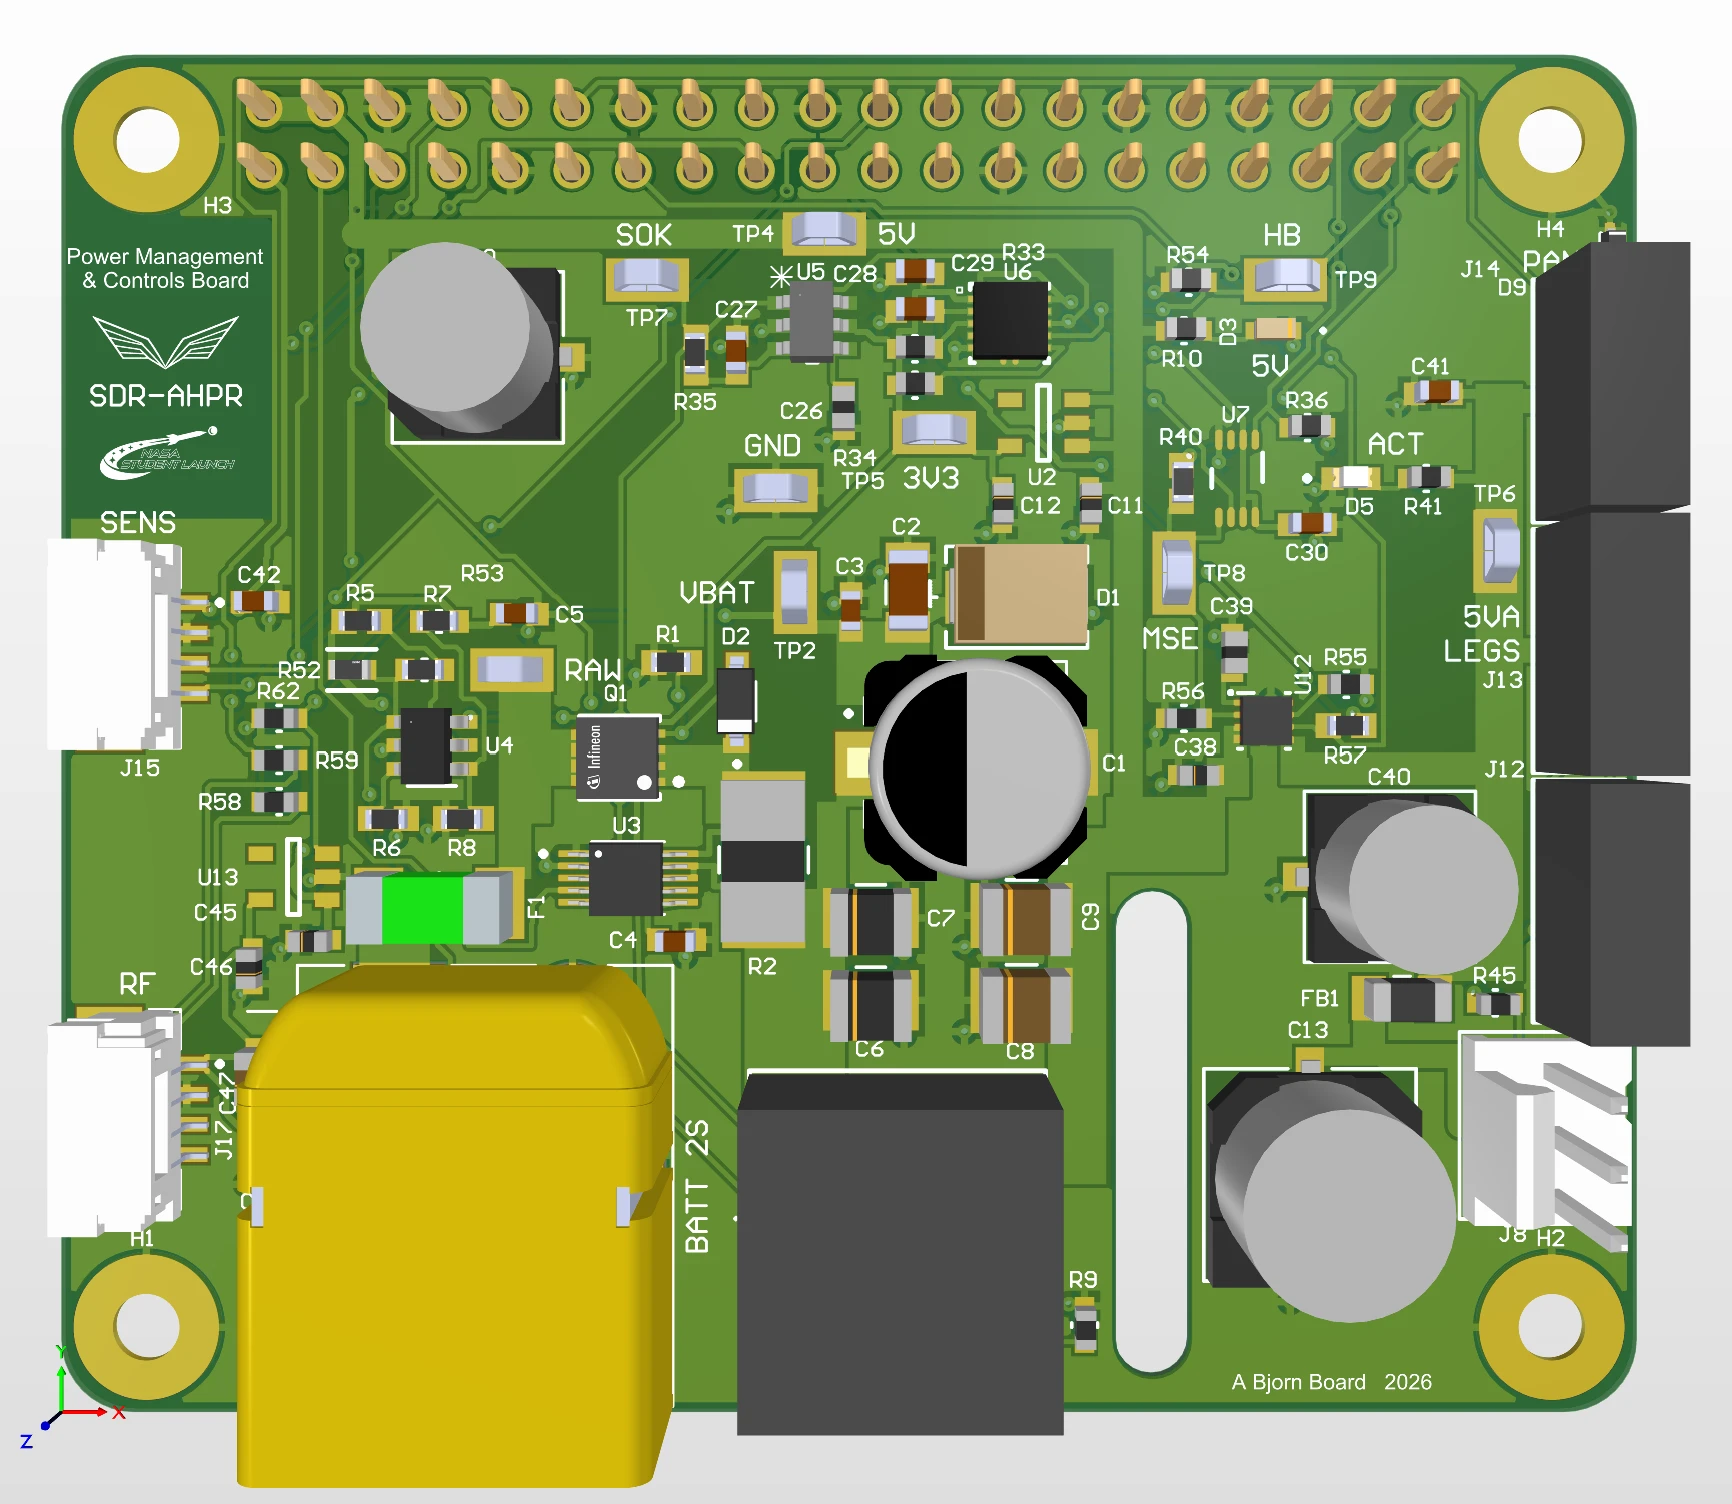 H3
H4
Power Management
& Controls Board
SDR-AHPR
NASA
STUDENT LAUNCH
SOK
TP4
5V
HB
R54
R33
J14
D9
TP7
U5
C28
C29
U6
TP9
C27
D3
R10
5V
C41
R35
C26
R36
U7
R40
ACT
GND
R34
TP5
3V3
U2
D5
R41
TP6
C12
C11
SENS
C2
C30
C42
R53
C3
TP8
R5
R7
C5
VBAT
D1
C39
5VA
R1
D2
TP2
MSE
LEGS
R52
RAW
U12
R55
J13
R62
Q1
R56
infineon
U4
R59
C38
R57
J15
C1
J12
C40
R58
U3
R6
R8
U13
F1
C45
C7
C9
C4
C46
R2
R45
RF
FB1
C6
C8
C13
C47
J17
BATT 2S
H1
J8
H2
R9
A Bjorn Board 2026
Y
X
Z